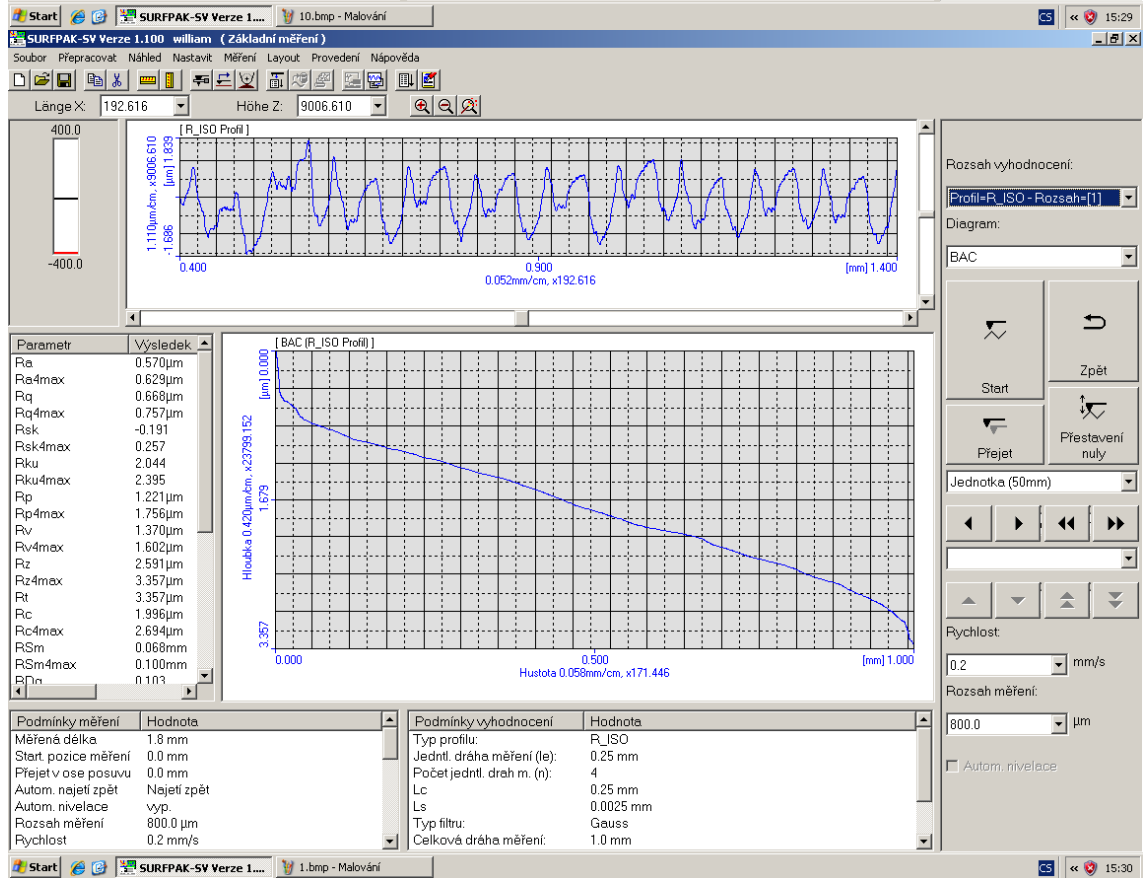 Start SURFPAK-SV Verze 1.... 10.bmp - Malování CS « 15:29
SURFPAK-SV Verze 1.100 william ( Základní měření )
Soubor Přepracovat Náhled Nastavit Měření Layout Provedení Nápověda
Länge X: 192.616 Höhe Z: 9006.610
400.0
-400.0
[ R_ISO Profil ]
1.110µm/cm, x9006.610
-1.686 [µm] 1.839
0.400 0.900 [mm] 1.400
0.052mm/cm, x192.616
Parametr Výsledek
Ra 0.570µm
Ra4max 0.629µm
Rq 0.668µm
Rq4max 0.757µm
Rsk -0.191
Rsk4max 0.257
Rku 2.044
Rku4max 2.395
Rp 1.221µm
Rp4max 1.756µm
Rv 1.370µm
Rv4max 1.602µm
Rz 2.591µm
Rz4max 3.357µm
Rt 3.357µm
Rc 1.996µm
Rc4max 2.694µm
RSm 0.068mm
RSm4max 0.100mm
RDq 0.103
[ BAC (R_ISO Profil) ]
Hloubka 0.420µm/cm, x23799.152
3.357 1.679 [µm] 0.000
0.000 0.500 [mm] 1.000
Hustota 0.058mm/cm, x171.446
Rozsah vyhodnocení:
Profil=R_ISO - Rozsah=[1]
Diagram:
BAC
Start
Zpět
Přejet
Přestavení
nuly
Jednotka (50mm)
Rychlost:
0.2 mm/s
Rozsah měření:
800.0 µm
Autom. nivelace
Podmínky měření Hodnota
Měřená délka 1.8 mm
Start. pozice měření 0.0 mm
Přejet v ose posuvu 0.0 mm
Autom. najetí zpět Najetí zpět
Autom. nivelace vyp.
Rozsah měření 800.0 µm
Rychlost 0.2 mm/s
Podmínky vyhodnocení Hodnota
Typ profilu: R_ISO
Jedntl. dráha měření (le): 0.25 mm
Počet jedntl. drah m. (n): 4
Lc 0.25 mm
Ls 0.0025 mm
Typ filtru: Gauss
Celková dráha měření: 1.0 mm
Start SURFPAK-SV Verze 1.... 1.bmp - Malování CS « 15:30